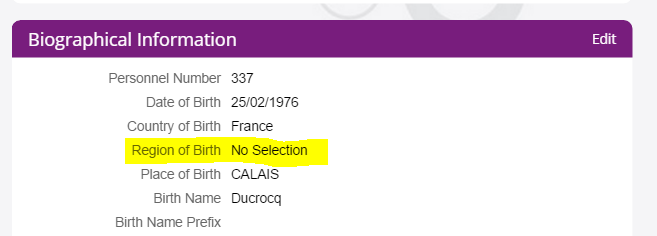 Biographical Information Edit
Personnel Number 337
Date of Birth 25/02/1976
Country of Birth France
Region of Birth No Selection
Place of Birth CALAIS
Birth Name Ducrocq
Birth Name Prefix